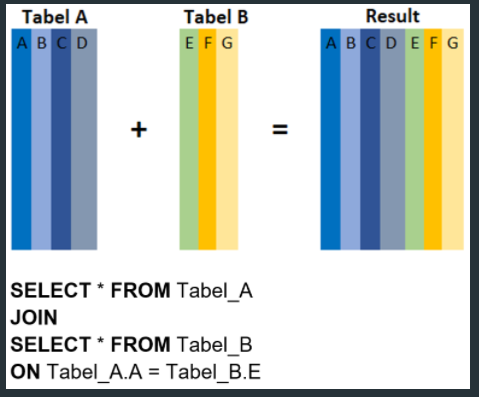 Tabel A Tabel B Result
A B C D E F G A B C D E F G
+ =
SELECT * FROM Tabel_A
JOIN
SELECT * FROM Tabel_B
ON Tabel_A.A = Tabel_B.E